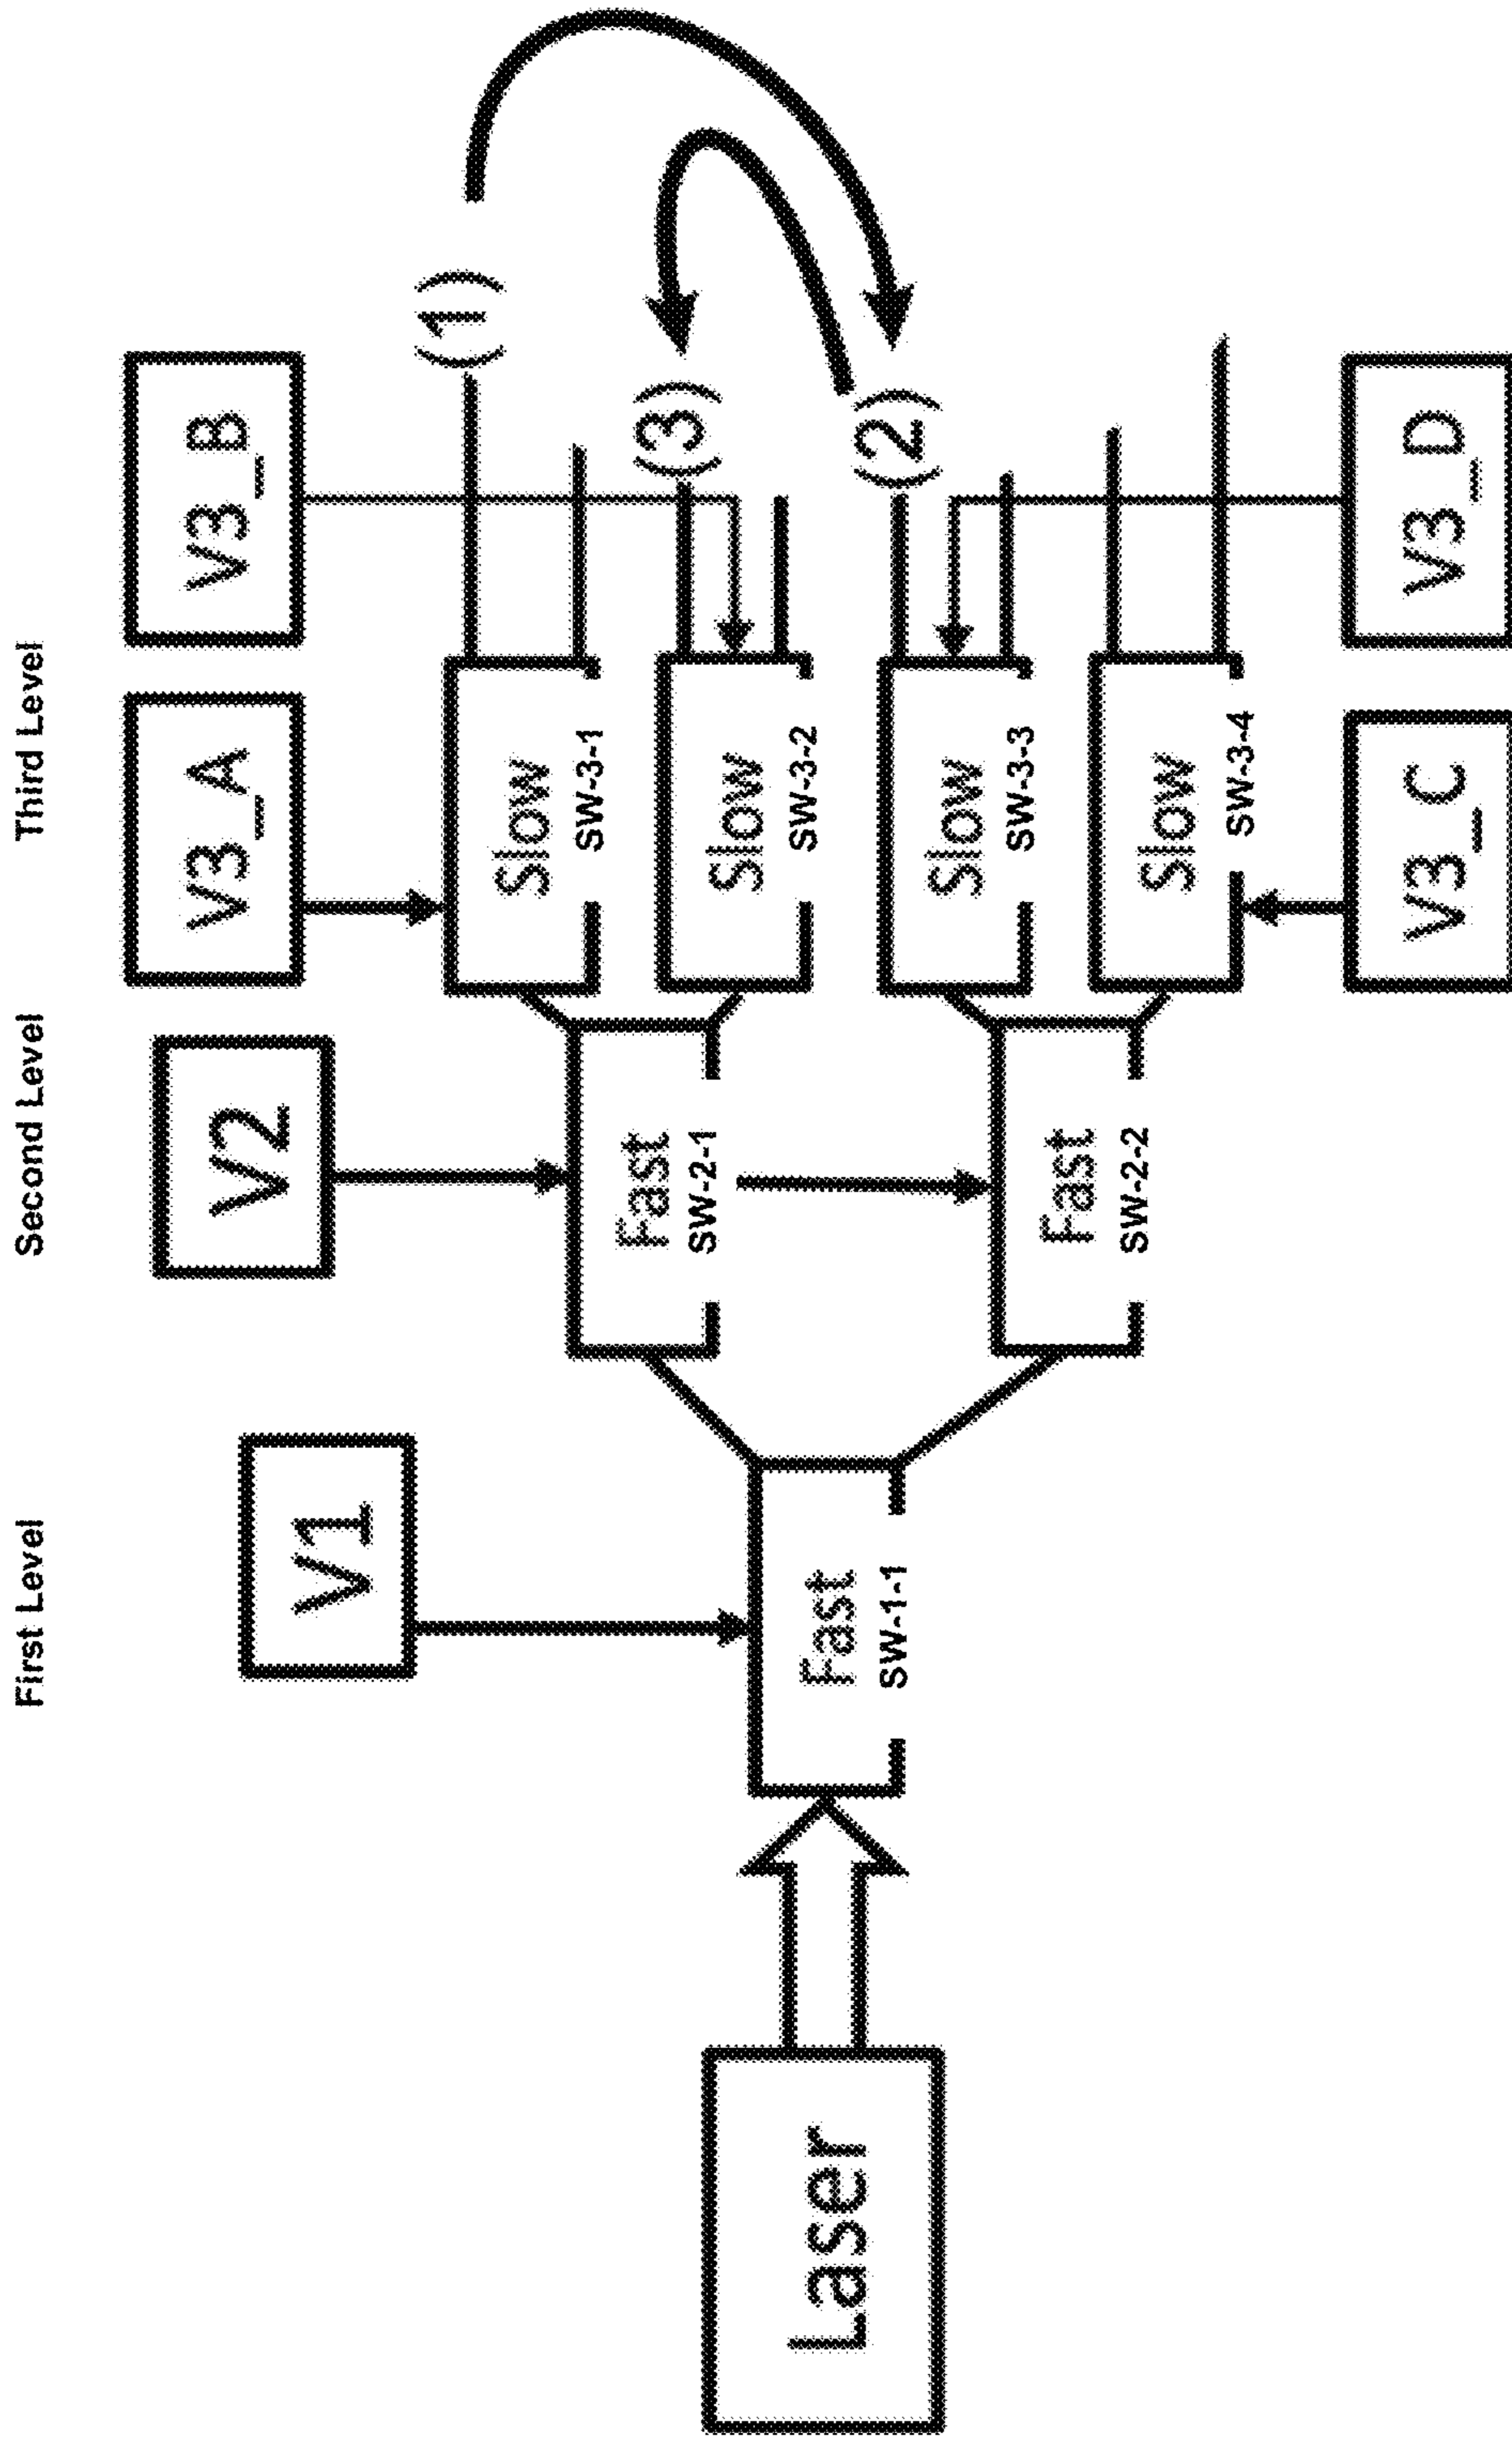 First Level
Second Level
Third Level
V1
V2
V3_A
V3_B
Laser
Fast
SW-1-1
Fast
SW-2-1
Fast
SW-2-2
Slow
SW-3-1
Slow
SW-3-2
Slow
SW-3-3
Slow
SW-3-4
(1)
(3)
(2)
V3_C
V3_D